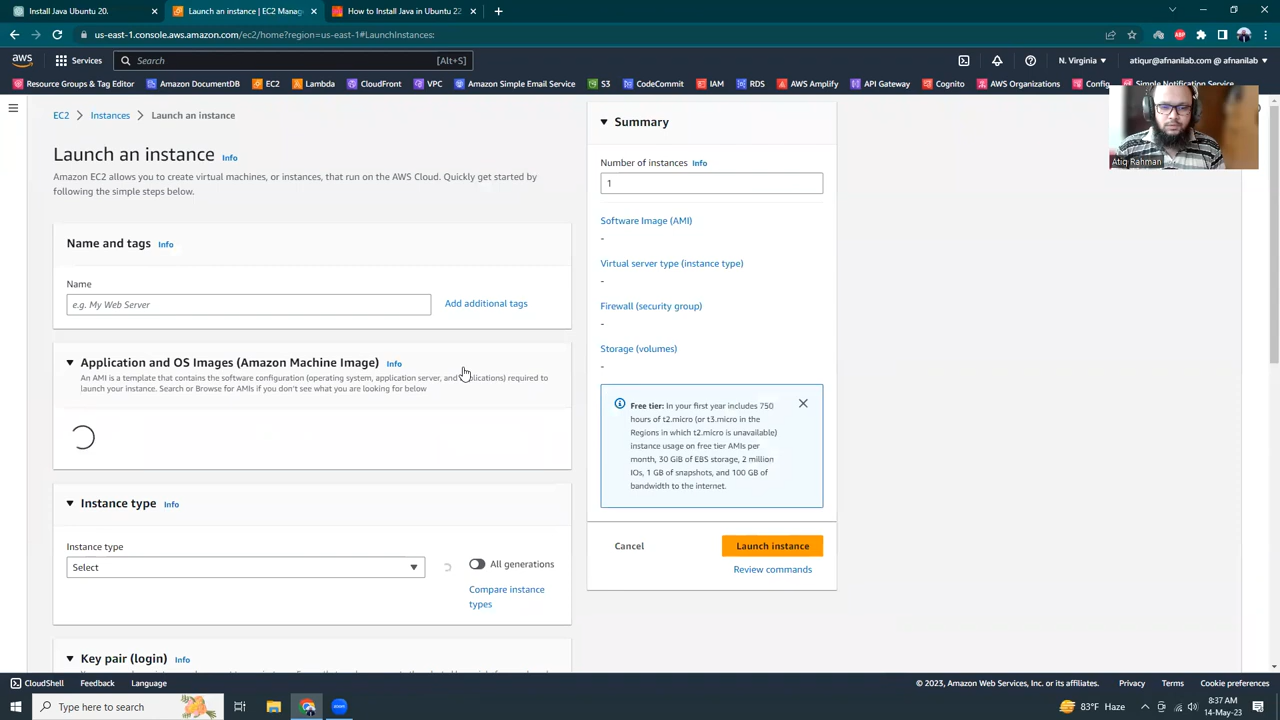 Install Java Ubuntu 20.
Launch an instance | EC2 Manag
How to Install Java in Ubuntu 22
us-east-1.console.aws.amazon.com/ec2/home?region=us-east-1#LaunchInstances:
aws
Services
Search
[Alt+S]
N. Virginia
atiqur@afnanilab @ afnanilab
Resource Groups & Tag Editor
Amazon DocumentDB
EC2
Lambda
CloudFront
VPC
Amazon Simple Email Service
S3
CodeCommit
IAM
RDS
AWS Amplify
API Gateway
Cognito
AWS Organizations
Config
EC2
Instances
Launch an instance
Launch an instance Info
Amazon EC2 allows you to create virtual machines, or instances, that run on the AWS Cloud. Quickly get started by
following the simple steps below.
Name and tags Info
Name
e.g. My Web Server
Add additional tags
Application and OS Images (Amazon Machine Image) Info
An AMI is a template that contains the software configuration (operating system, application server, and applications) required to
launch your instance. Search or Browse for AMIs if you don't see what you are looking for below
Instance type Info
Instance type
Select
All generations
Compare instance
types
Key pair (login) Info
Summary
Number of instances Info
1
Software Image (AMI)
-
Virtual server type (instance type)
-
Firewall (security group)
-
Storage (volumes)
-
Free tier: In your first year includes 750
hours of t2.micro (or t3.micro in the
Regions in which t2.micro is unavailable)
instance usage on free tier AMIs per
month, 30 GiB of EBS storage, 2 million
IOs, 1 GB of snapshots, and 100 GB of
bandwidth to the internet.
Cancel
Launch instance
Review commands
Atiq Rahman
CloudShell
Feedback
Language
© 2023, Amazon Web Services, Inc. or its affiliates.
Privacy
Terms
Cookie preferences
Type here to search
zoom
83°F Haze
8:37 AM
14-May-23